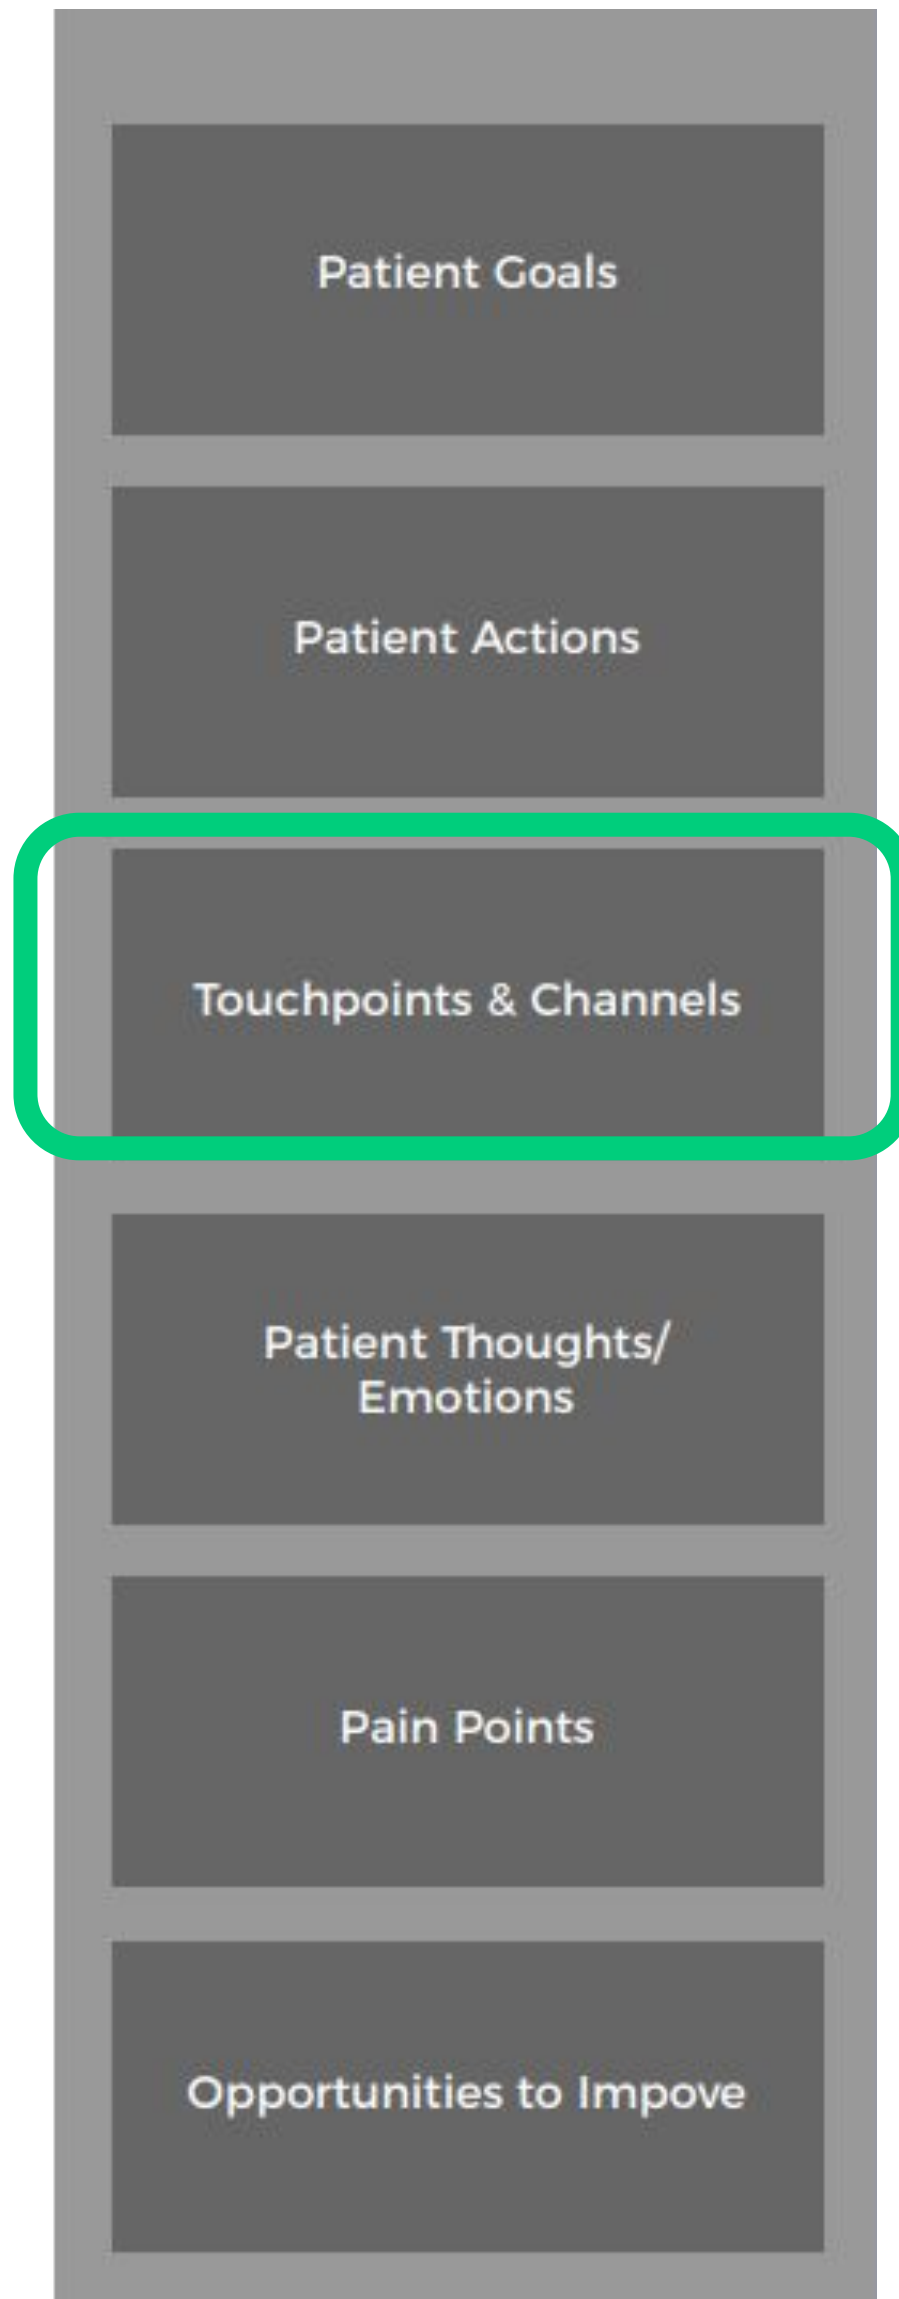 Patient Goals
Patient Actions
Touchpoints & Channels
Patient Thoughts/
Emotions
Pain Points
Opportunities to Impove